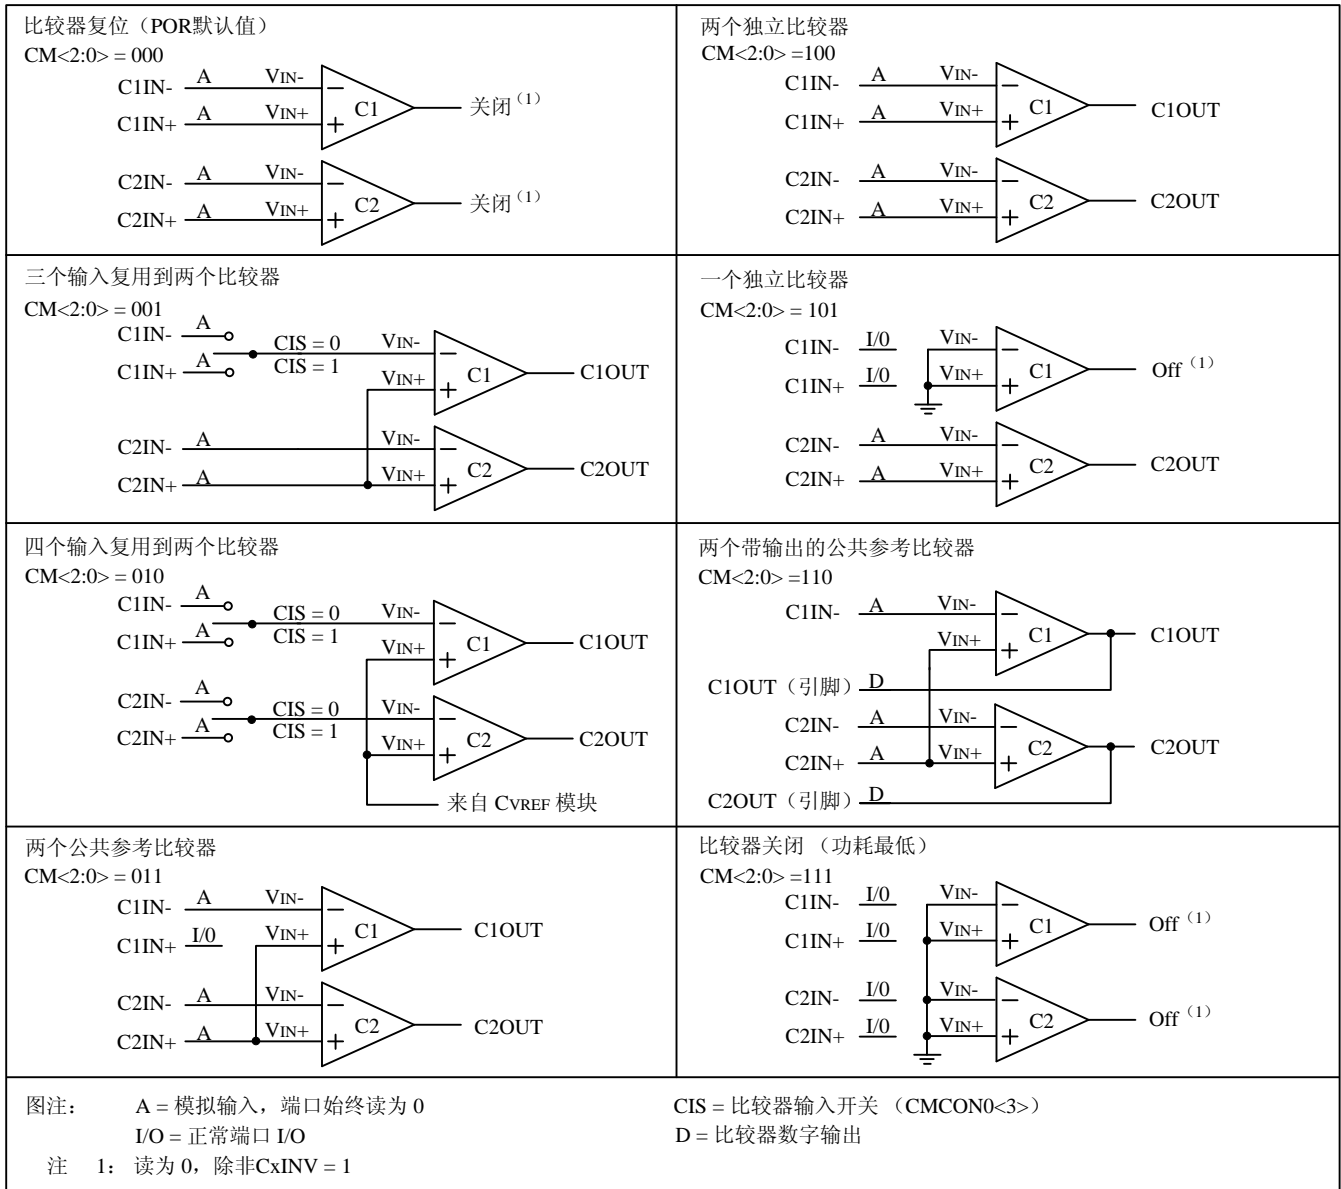 比较器复位（POR默认值）
CM<2:0> = 000
C1IN- A VIN-
C1 关闭（1）
C1IN+ A VIN+
C2IN- A VIN-
C2 关闭（1）
C2IN+ A VIN+
两个独立比较器
CM<2:0> =100
C1IN- A VIN-
C1 C1OUT
C1IN+ A VIN+
C2IN- A VIN-
C2 C2OUT
C2IN+ A VIN+
三个输入复用到两个比较器
CM<2:0> = 001
C1IN- A
CIS = 0 VIN-
C1IN+ A CIS = 1
VIN+ C1 C1OUT
C2IN- A VIN-
C2 C2OUT
C2IN+ A VIN+
一个独立比较器
CM<2:0> = 101
C1IN- I/0 VIN-
C1 Off（1）
C1IN+ I/0 VIN+
C2IN- A VIN-
C2 C2OUT
C2IN+ A VIN+
四个输入复用到两个比较器
CM<2:0> = 010
C1IN- A
CIS = 0 VIN-
C1IN+ A CIS = 1
VIN+ C1 C1OUT
C2IN- A
CIS = 0 VIN-
C2IN+ A CIS = 1
VIN+ C2 C2OUT
来自 CVREF 模块
两个带输出的公共参考比较器
CM<2:0> =110
C1IN- A VIN-
VIN+ C1 C1OUT
C1OUT（引脚） D
C2IN- A VIN-
C2 C2OUT
C2IN+ A VIN+
C2OUT（引脚） D
两个公共参考比较器
CM<2:0> = 011
C1IN- A VIN-
C1 C1OUT
C1IN+ I/0 VIN+
C2IN- A VIN-
C2 C2OUT
C2IN+ A VIN+
比较器关闭 （功耗最低）
CM<2:0> =111
C1IN- I/0 VIN-
C1 Off（1）
C1IN+ I/0 VIN+
C2IN- I/0 VIN-
C2 Off（1）
C2IN+ I/0 VIN+
图注： A = 模拟输入，端口始终读为 0 CIS = 比较器输入开关 （CMCON0<3>）
I/O = 正常端口 I/O D = 比较器数字输出
注 1： 读为 0，除非CxINV = 1